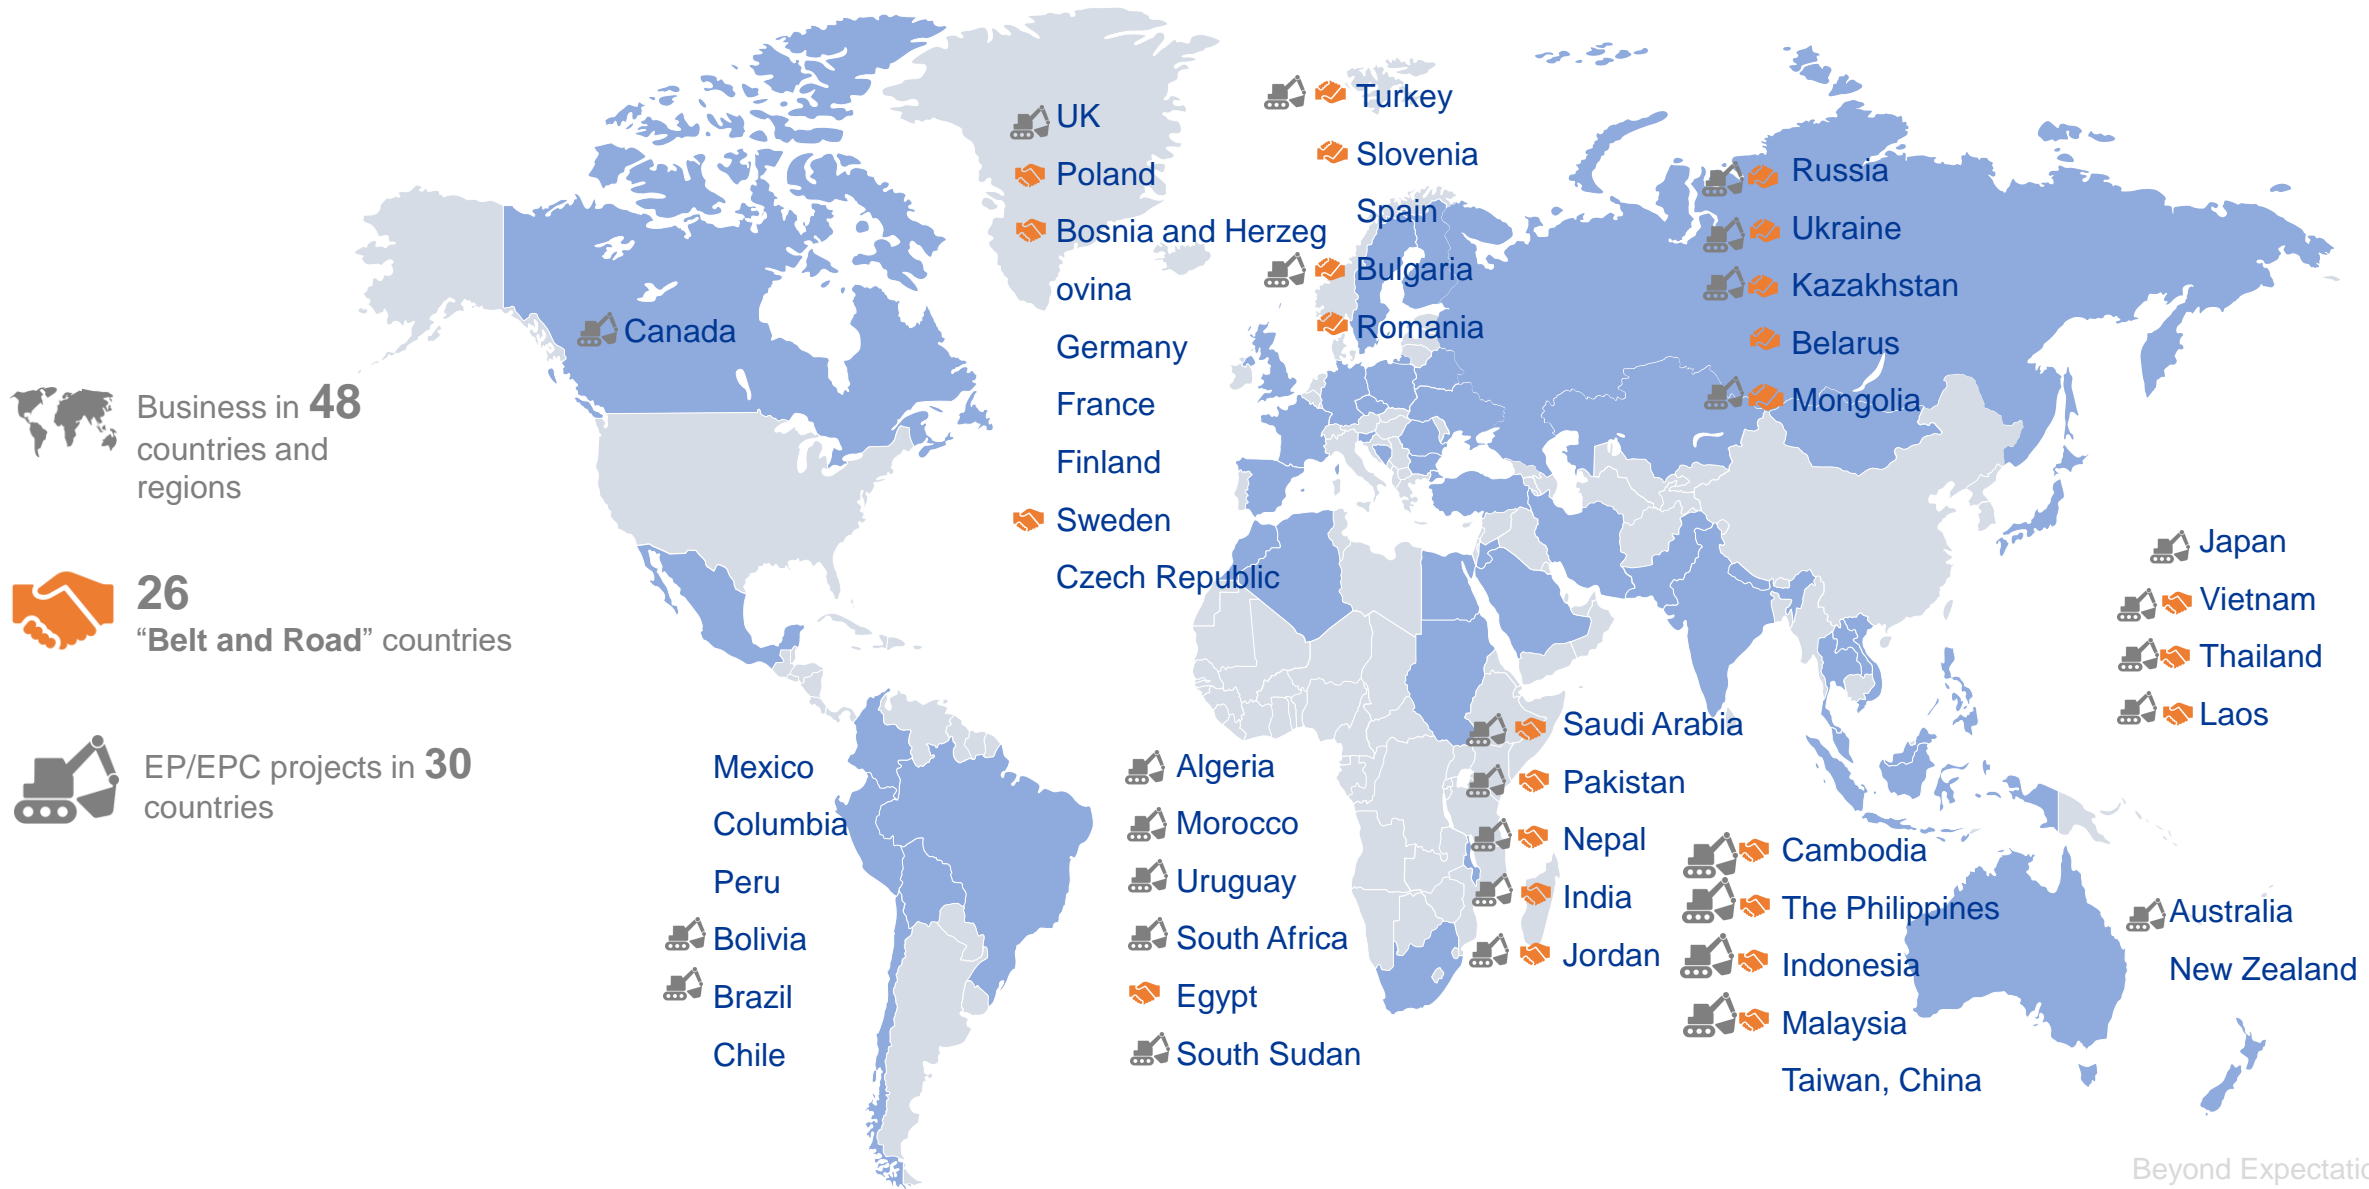 Business in 48
countries and
regions
26
“Belt and Road” countries
EP/EPC projects in 30
countries
Canada
UK
Poland
Bosnia and Herzeg
ovina
Germany
France
Finland
Sweden
Czech Republic
Turkey
Slovenia
Spain
Bulgaria
Romania
Russia
Ukraine
Kazakhstan
Belarus
Mongolia
Japan
Vietnam
Thailand
Laos
Mexico
Columbia
Peru
Bolivia
Brazil
Chile
Algeria
Morocco
Uruguay
South Africa
Egypt
South Sudan
Saudi Arabia
Pakistan
Nepal
India
Jordan
Cambodia
The Philippines
Indonesia
Malaysia
Taiwan, China
Australia
New Zealand
Beyond Expectatio